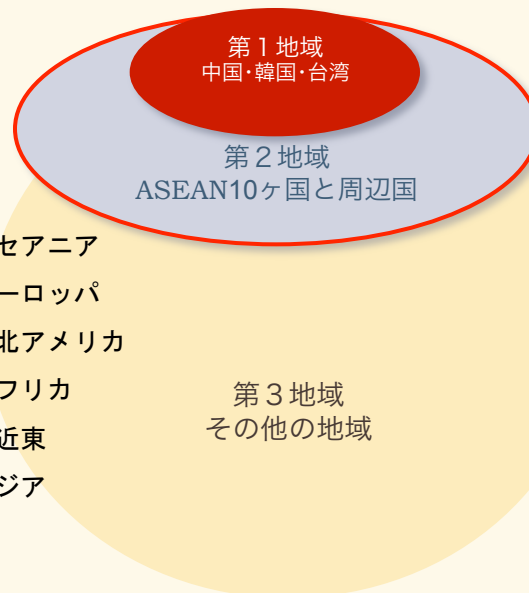 第１地域
中国･韓国･台湾
第２地域
ASEAN10ヶ国と周辺国
セアニア
ーロッパ
北アメリカ
フリカ
近東
ジア
第３地域
その他の地域